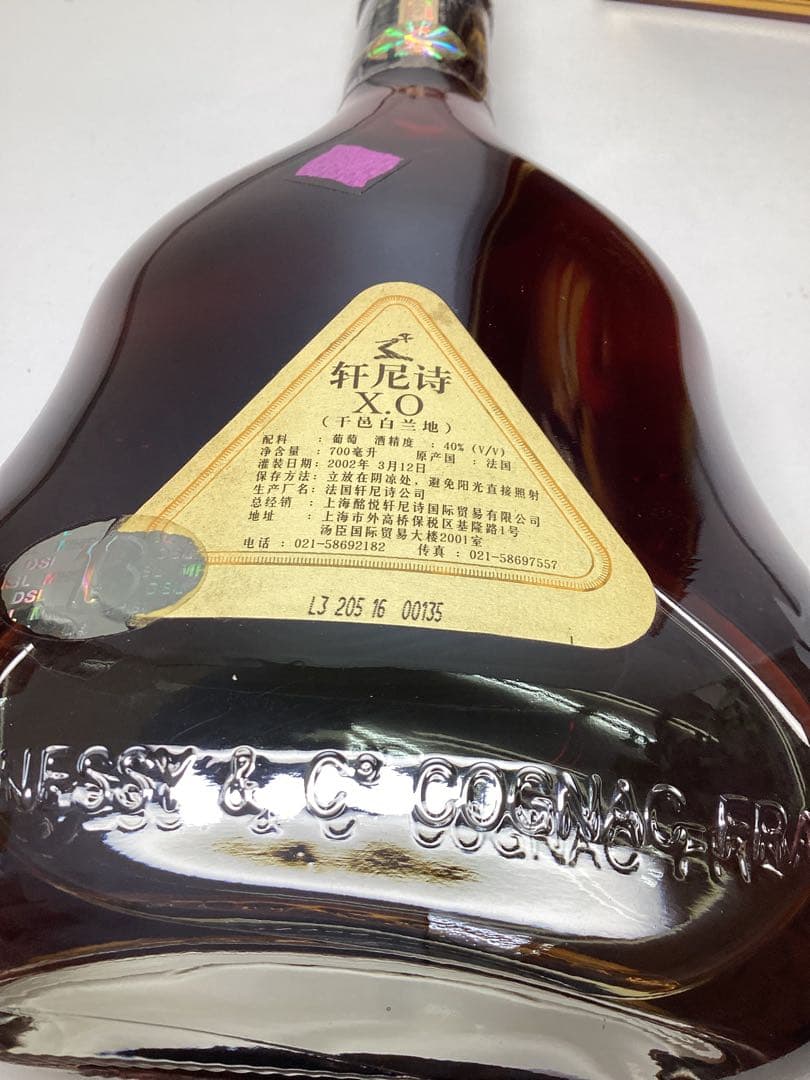 轩尼诗
X.O
(干邑白兰地)
配料 : 葡萄 酒精度 : 40% (V/V)
净含量 : 700毫升 原产国 : 法国
灌装日期: 2002年 3月12日
保存方法: 立放在阴凉处, 避免阳光直接照射
生产厂名: 法国轩尼诗公司
总经销 : 上海酩悦轩尼诗国际贸易有限公司
地址 : 上海市外高桥保税区基隆路1号
汤臣国际贸易大楼2001室
电话 : 021-58692182 传真 : 021-58697557
L3 205 16 00135
DSL
NESSY & Cº COGNAC FRA